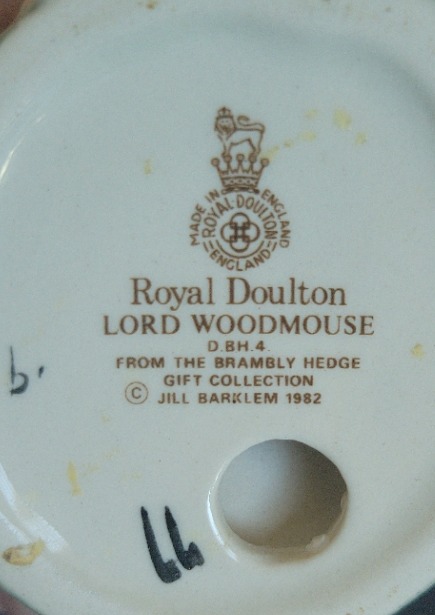 MADE IN ENGLAND
ROYAL·DOULTON
ENGLAND
Royal Doulton
LORD WOODMOUSE
D.BH.4.
FROM THE BRAMBLY HEDGE
GIFT COLLECTION
© JILL BARKLEM 1982
b.